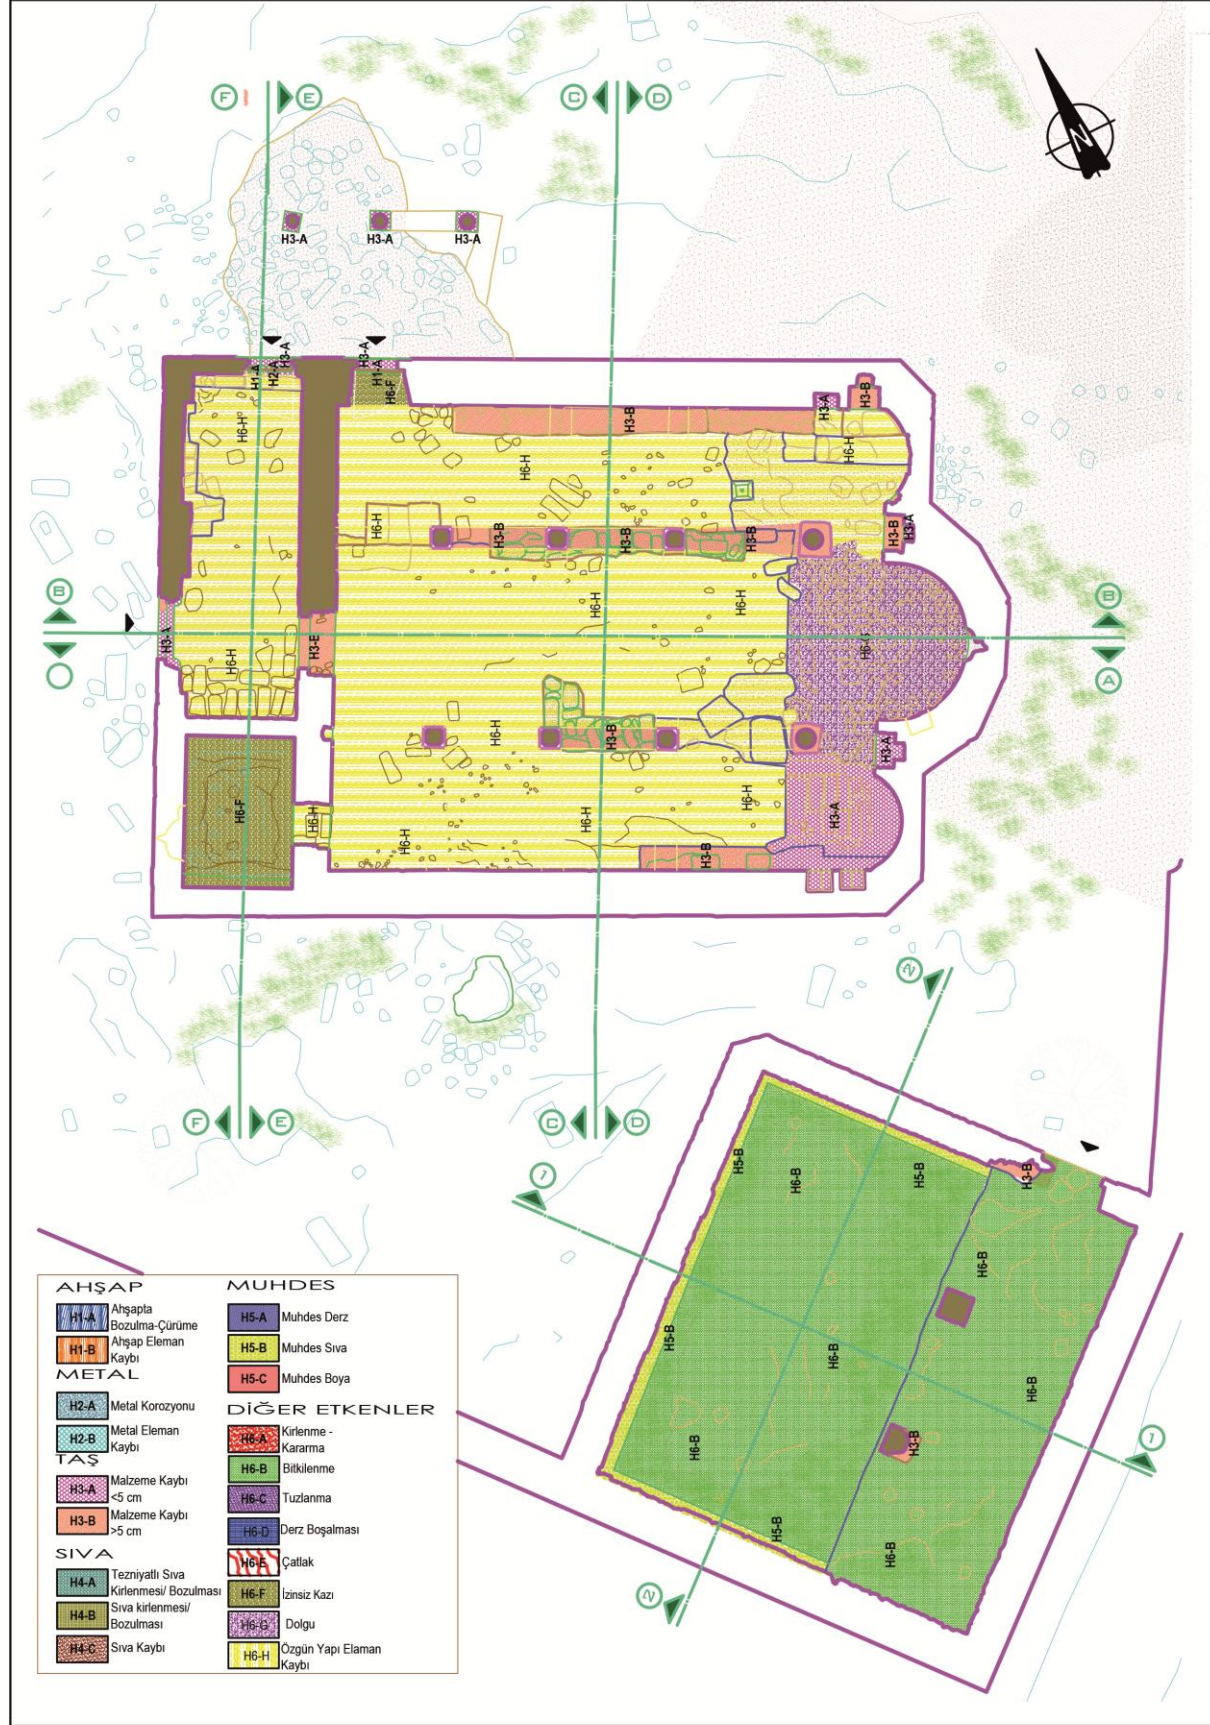 F E C D
N
H3-A H3-A H3-A
H3-A H3-A
H1-A H2-A H1-A
H6-F
H3-B H3-A H3-B
H6-H H6-H H6-H
H6-H
H3-B H3-B H3-B H3-B H3-A
B B
H6-H H6-H
H3-A H6-H H3-B H6-G
A
H6-H H3-B H3-A
H6-H
H6-F H6-H H6-H H3-A
H6-H H3-B
2
F E C D
1
H5-B H6-B H5-B H3-B
H6-B
H5-B H6-B H6-B
H6-B H3-B 1
H5-B H6-B
2
AHŞAP
H1-A Ahşapta
Bozulma-Çürüme
H1-B Ahşap Eleman
Kaybı
METAL
H2-A Metal Korozyonu
H2-B Metal Eleman
Kaybı
TAŞ
H3-A Malzeme Kaybı
<5 cm
H3-B Malzeme Kaybı
>5 cm
SIVA
H4-A Tezniyatlı Sıva
Kirlenmesi/ Bozulması
H4-B Sıva kirlenmesi/
Bozulması
H4-C Sıva Kaybı
MUHDES
H5-A Muhdes Derz
H5-B Muhdes Sıva
H5-C Muhdes Boya
DİĞER ETKENLER
H6-A Kirlenme -
Kararma
H6-B Bitkilenme
H6-C Tuzlanma
H6-D Derz Boşalması
H6-E Çatlak
H6-F İzinsiz Kazı
H6-G Dolgu
H6-H Özgün Yapı Elaman
Kaybı